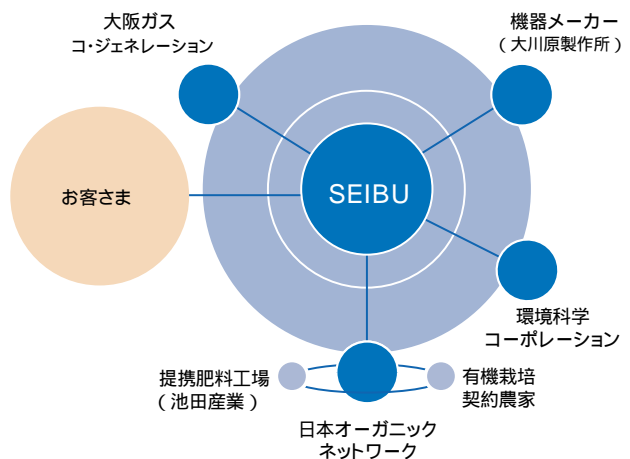 大阪ガス
コ・ジェネレーション
機器メーカー
（大川原製作所）
お客さま
SEIBU
環境科学
コーポレーション
提携肥料工場
（池田産業）
有機栽培
契約農家
日本オーガニック
ネットワーク